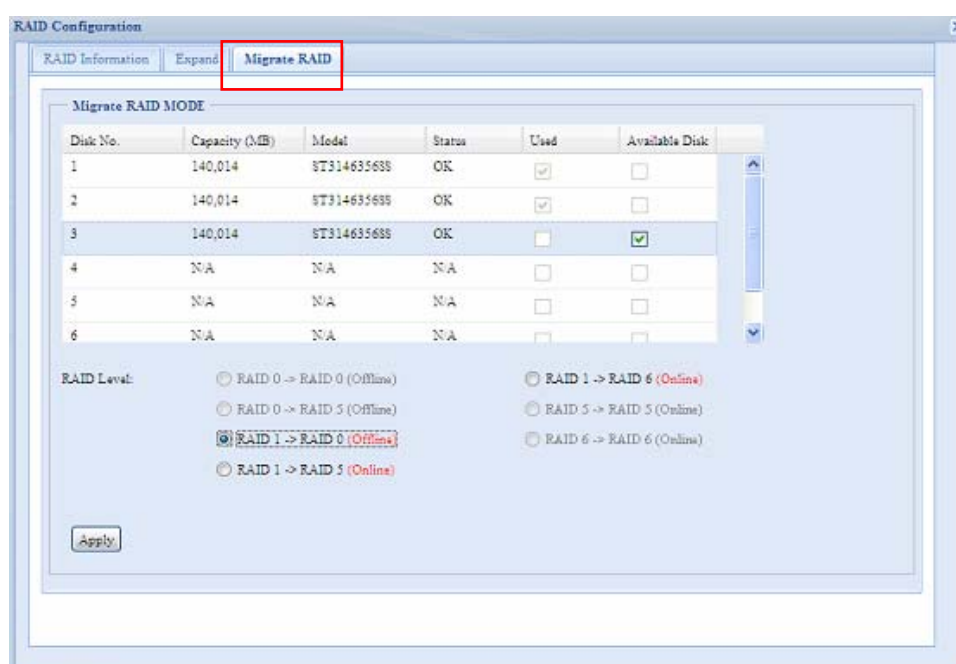 RAID Configuration
RAID Information Expand Migrate RAID
Migrate RAID MODE
Disk No. Capacity (MB) Model Status Used Available Disk
1 140,014 ST3146356SS OK
2 140,014 ST3146356SS OK
3 140,014 ST3146356SS OK
4 N/A N/A N/A
5 N/A N/A N/A
6 N/A N/A N/A
RAID Level: RAID 0 -> RAID 0 (Offline) RAID 1 -> RAID 6 (Online)
RAID 0 -> RAID 5 (Offline) RAID 5 -> RAID 5 (Online)
RAID 1 -> RAID 0 (Offline) RAID 6 -> RAID 6 (Online)
RAID 1 -> RAID 5 (Online)
Apply